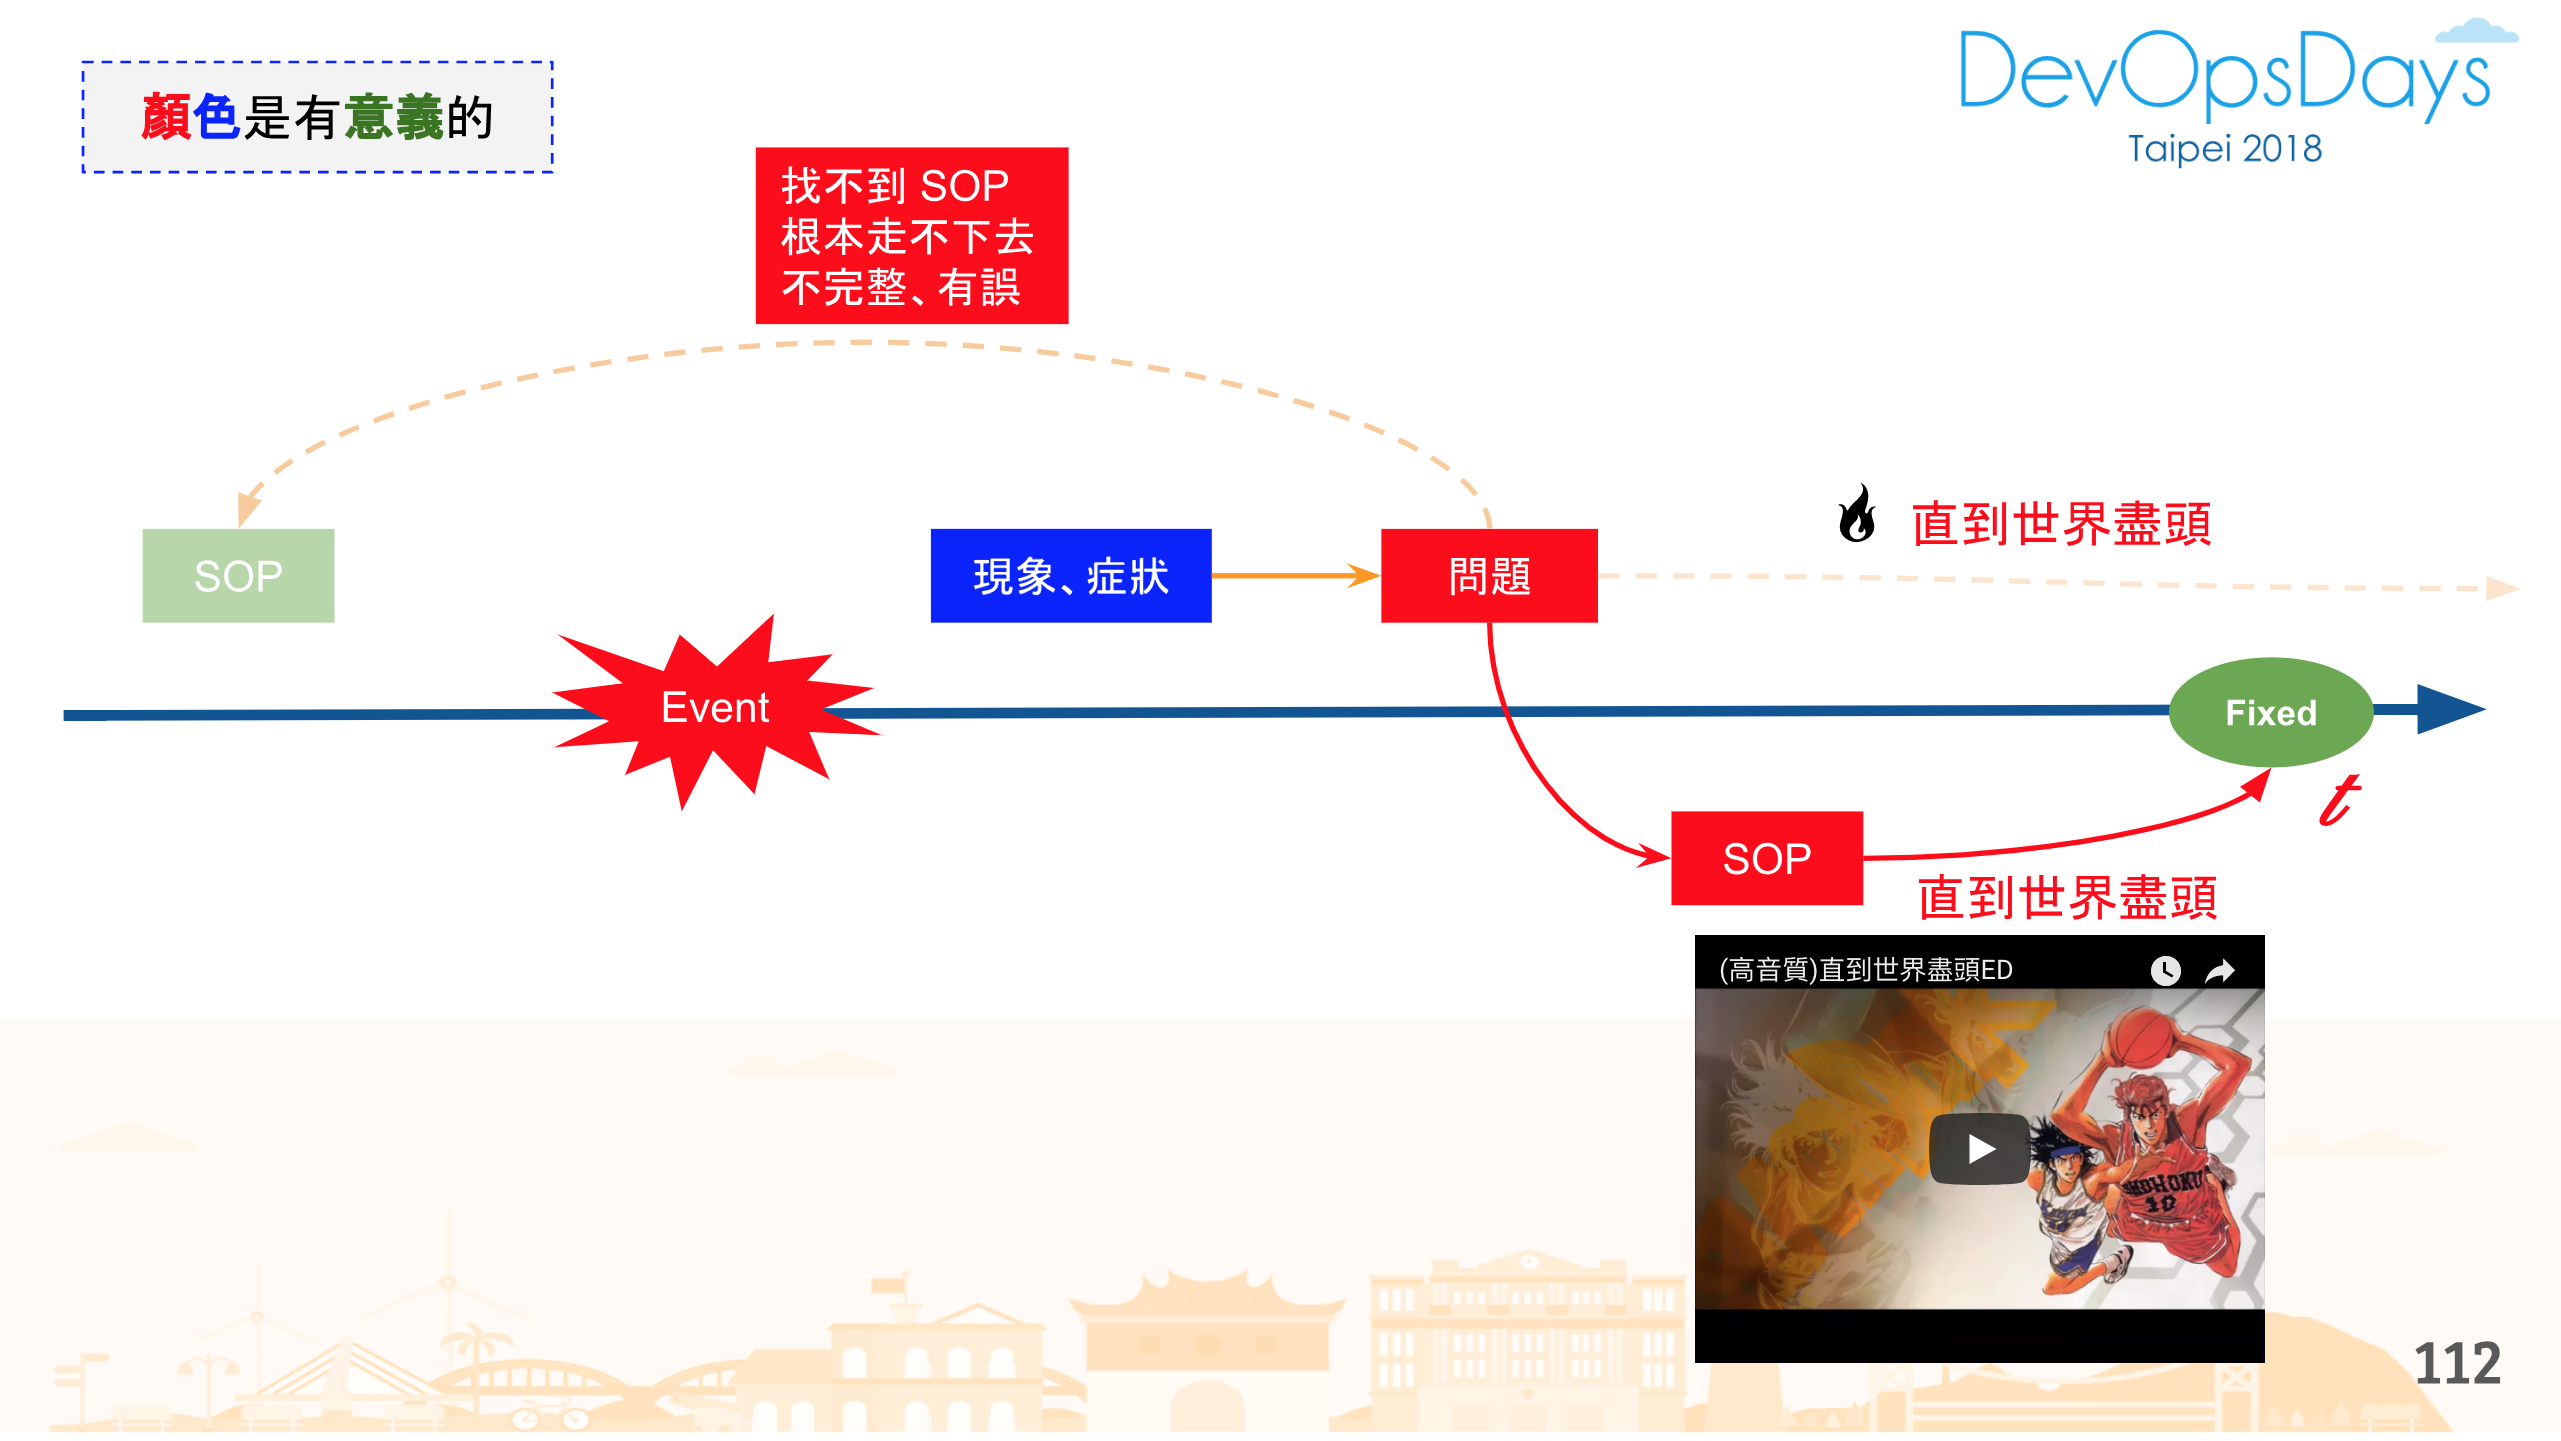 DevOpsDays
Taipei 2018
顏色是有意義的
找不到 SOP
根本走不下去
不完整、有誤
直到世界盡頭
SOP
現象、症狀
問題
Event
Fixed
t
SOP
直到世界盡頭
(高音質)直到世界盡頭ED
SHOHOKU
10
112